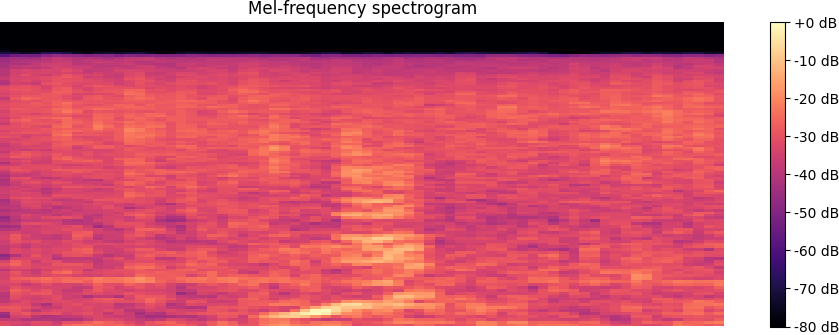 Mel-frequency spectrogram
+0 dB
-10 dB
-20 dB
-30 dB
-40 dB
-50 dB
-60 dB
-70 dB
-80 dB